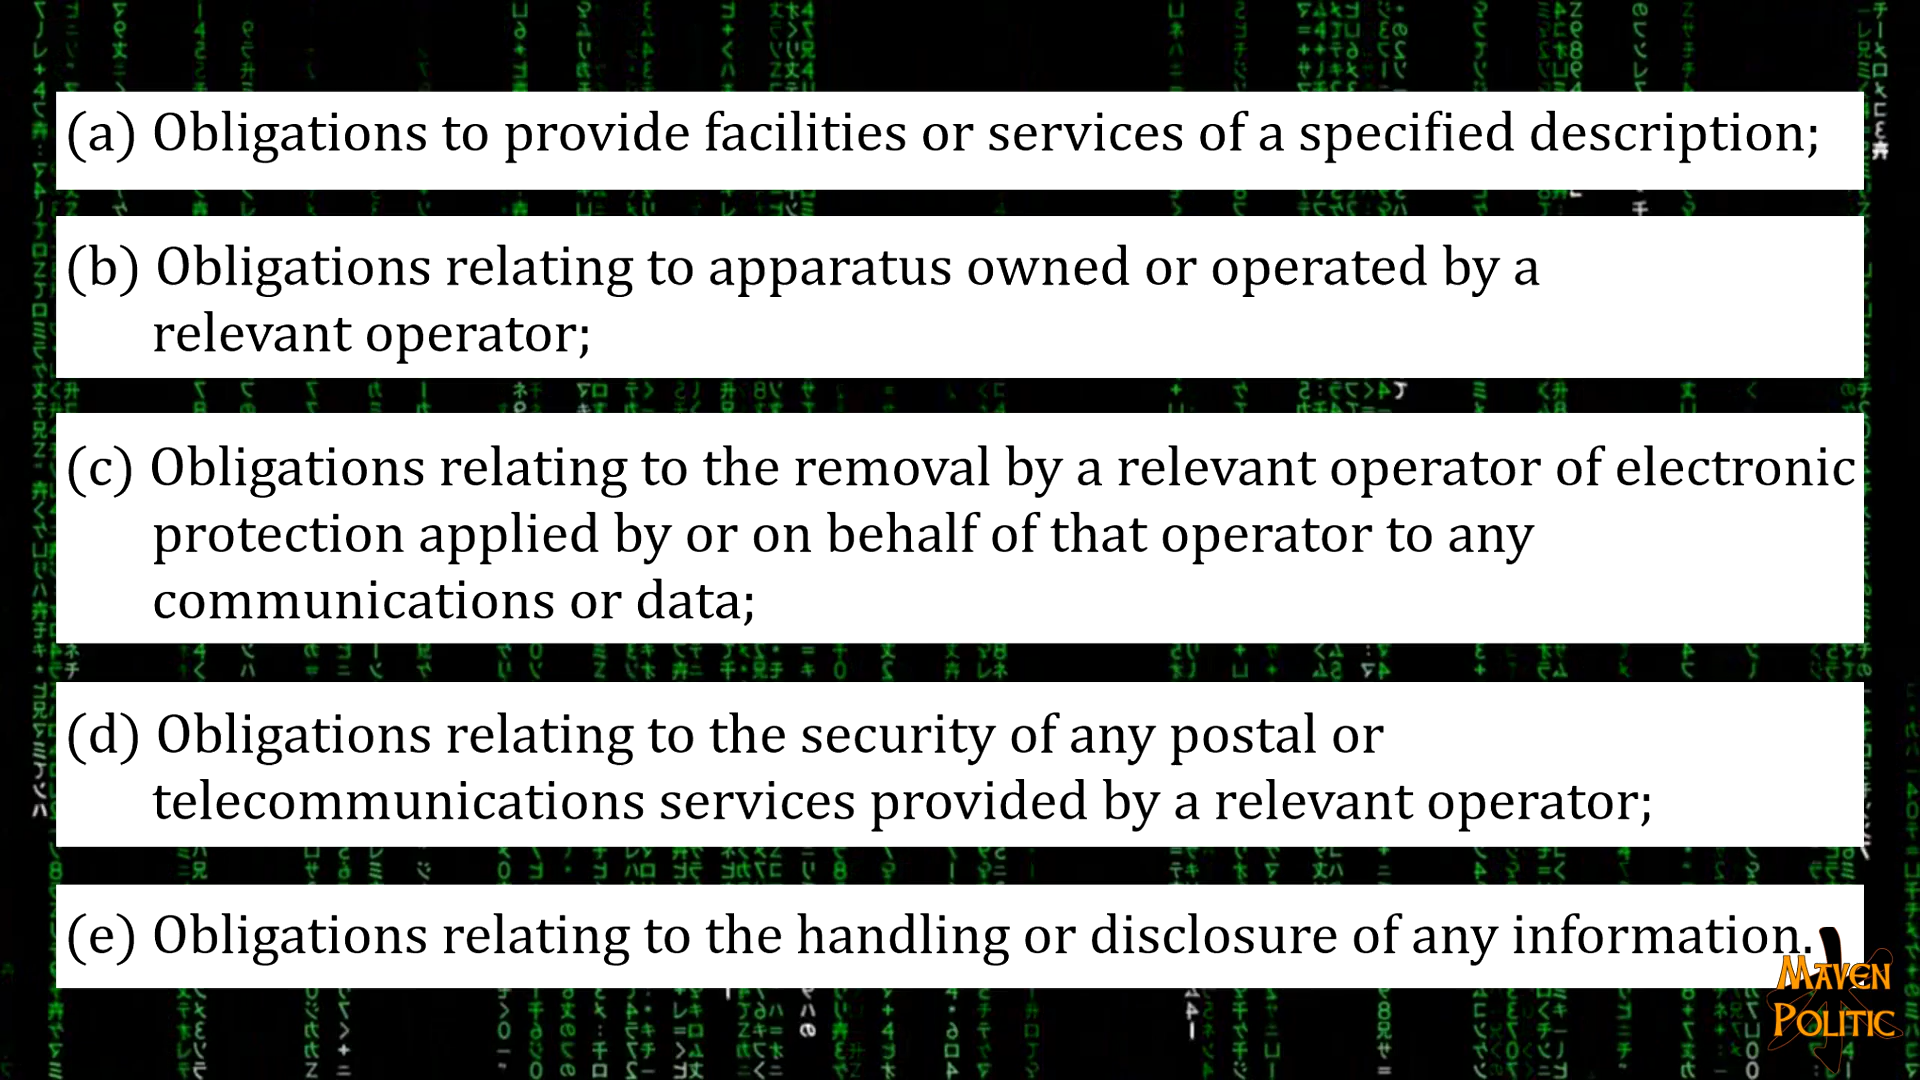 (a) Obligations to provide facilities or services of a specified description;
(b) Obligations relating to apparatus owned or operated by a
relevant operator;
(c) Obligations relating to the removal by a relevant operator of electronic
protection applied by or on behalf of that operator to any
communications or data;
(d) Obligations relating to the security of any postal or
telecommunications services provided by a relevant operator;
(e) Obligations relating to the handling or disclosure of any information.
MAVEN
POLITIC